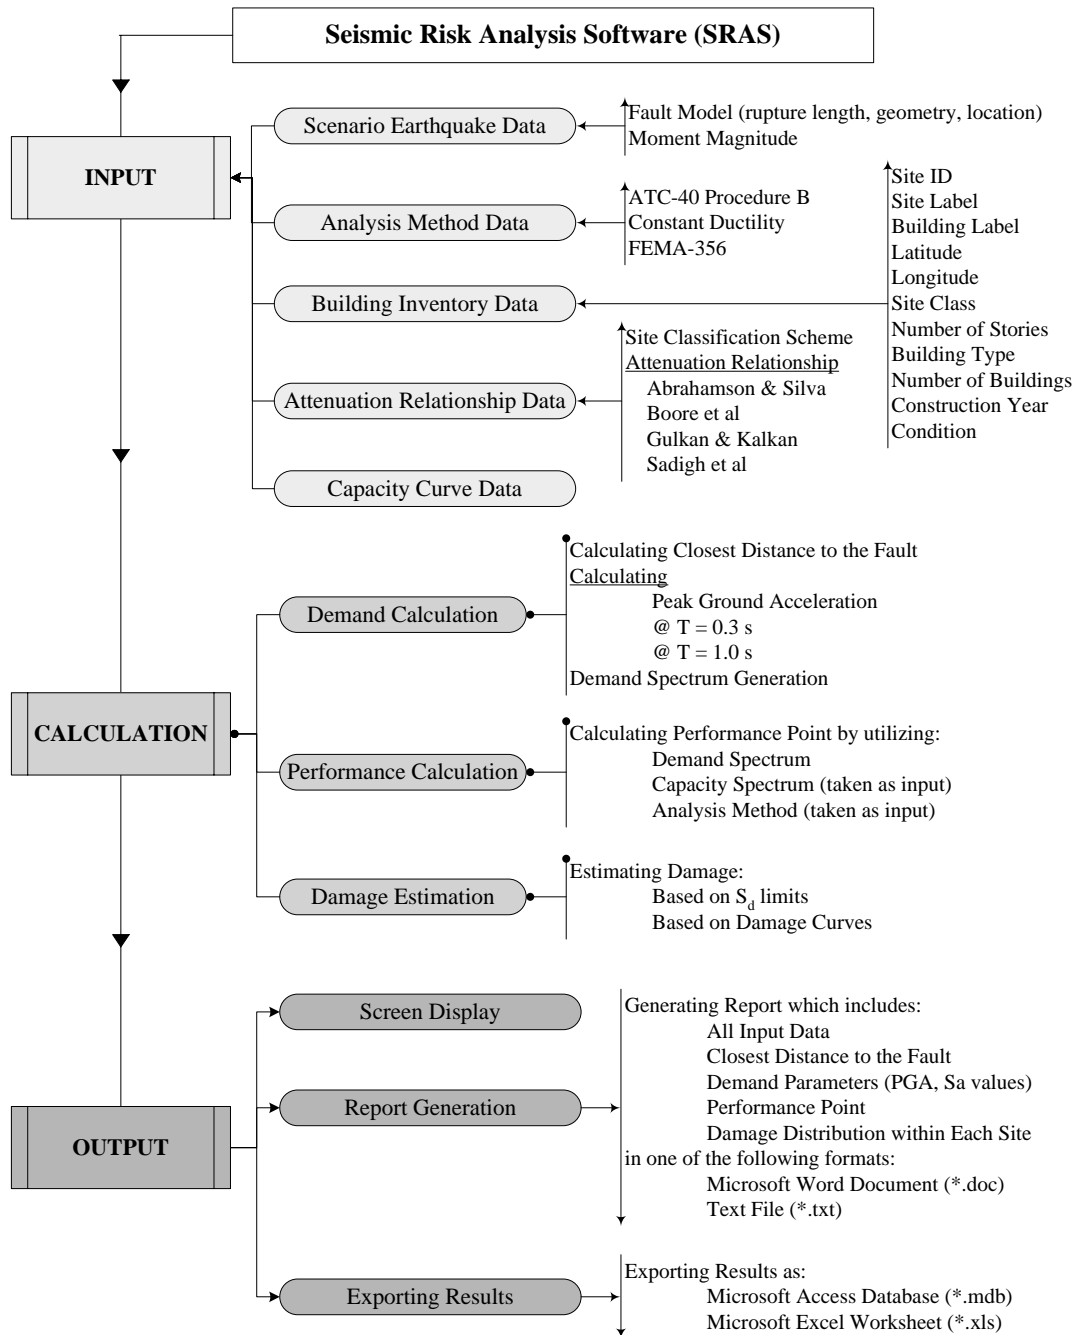 Seismic Risk Analysis Software (SRAS)
INPUT
Scenario Earthquake Data
Fault Model (rupture length, geometry, location)
Moment Magnitude
Analysis Method Data
ATC-40 Procedure B
Constant Ductility
FEMA-356
Building Inventory Data
Site ID
Site Label
Building Label
Latitude
Longitude
Site Class
Number of Stories
Building Type
Number of Buildings
Construction Year
Condition
Attenuation Relationship Data
Site Classification Scheme
Attenuation Relationship
Abrahamson & Silva
Boore et al
Gulkan & Kalkan
Sadigh et al
Capacity Curve Data
CALCULATION
Demand Calculation
Calculating Closest Distance to the Fault
Calculating
Peak Ground Acceleration
@ T = 0.3 s
@ T = 1.0 s
Demand Spectrum Generation
Performance Calculation
Calculating Performance Point by utilizing:
Demand Spectrum
Capacity Spectrum (taken as input)
Analysis Method (taken as input)
Damage Estimation
Estimating Damage:
Based on Sd limits
Based on Damage Curves
OUTPUT
Screen Display
Report Generation
Generating Report which includes:
All Input Data
Closest Distance to the Fault
Demand Parameters (PGA, Sa values)
Performance Point
Damage Distribution within Each Site
in one of the following formats:
Microsoft Word Document (*.doc)
Text File (*.txt)
Exporting Results
Exporting Results as:
Microsoft Access Database (*.mdb)
Microsoft Excel Worksheet (*.xls)